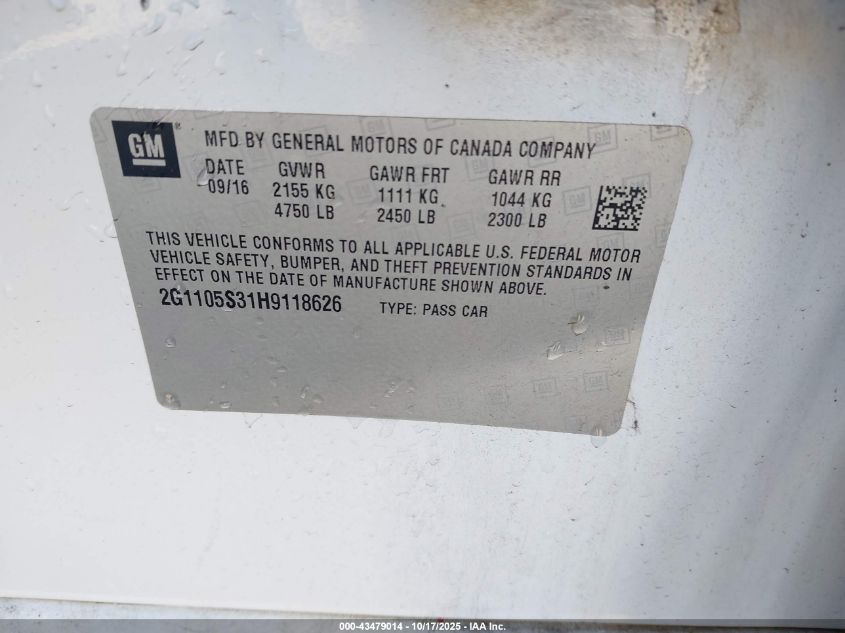 GM
MFD BY GENERAL MOTORS OF CANADA COMPANY
DATE GVWR GAWR FRT GAWR RR
09/16 2155 KG 1111 KG 1044 KG
4750 LB 2450 LB 2300 LB
THIS VEHICLE CONFORMS TO ALL APPLICABLE U.S. FEDERAL MOTOR
VEHICLE SAFETY, BUMPER, AND THEFT PREVENTION STANDARDS IN
EFFECT ON THE DATE OF MANUFACTURE SHOWN ABOVE.
2G1105S31H9118626 TYPE: PASS CAR
000-43479014 - 10/17/2025 - IAA Inc.